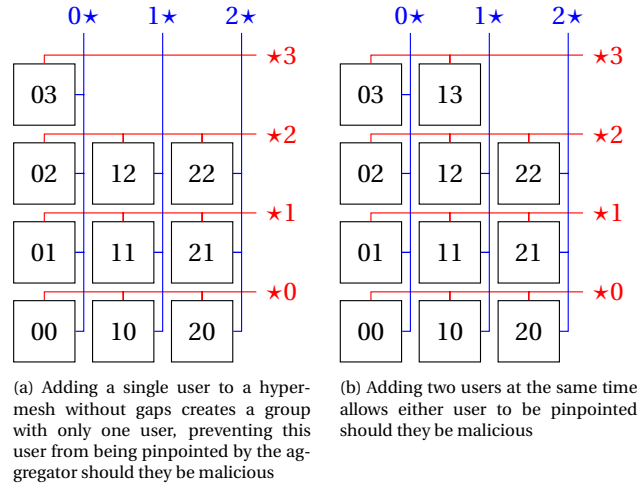 0★ 1★ 2★ 0★ 1★ 2★
★3 ★3
03 03 13
★2 ★2
02 12 22 02 12 22
★1 ★1
01 11 21 01 11 21
★0 ★0
00 10 20 00 10 20
(a) Adding a single user to a hyper-
mesh without gaps creates a group
with only one user, preventing this
user from being pinpointed by the ag-
gregator should they be malicious
(b) Adding two users at the same time
allows either user to be pinpointed
should they be malicious